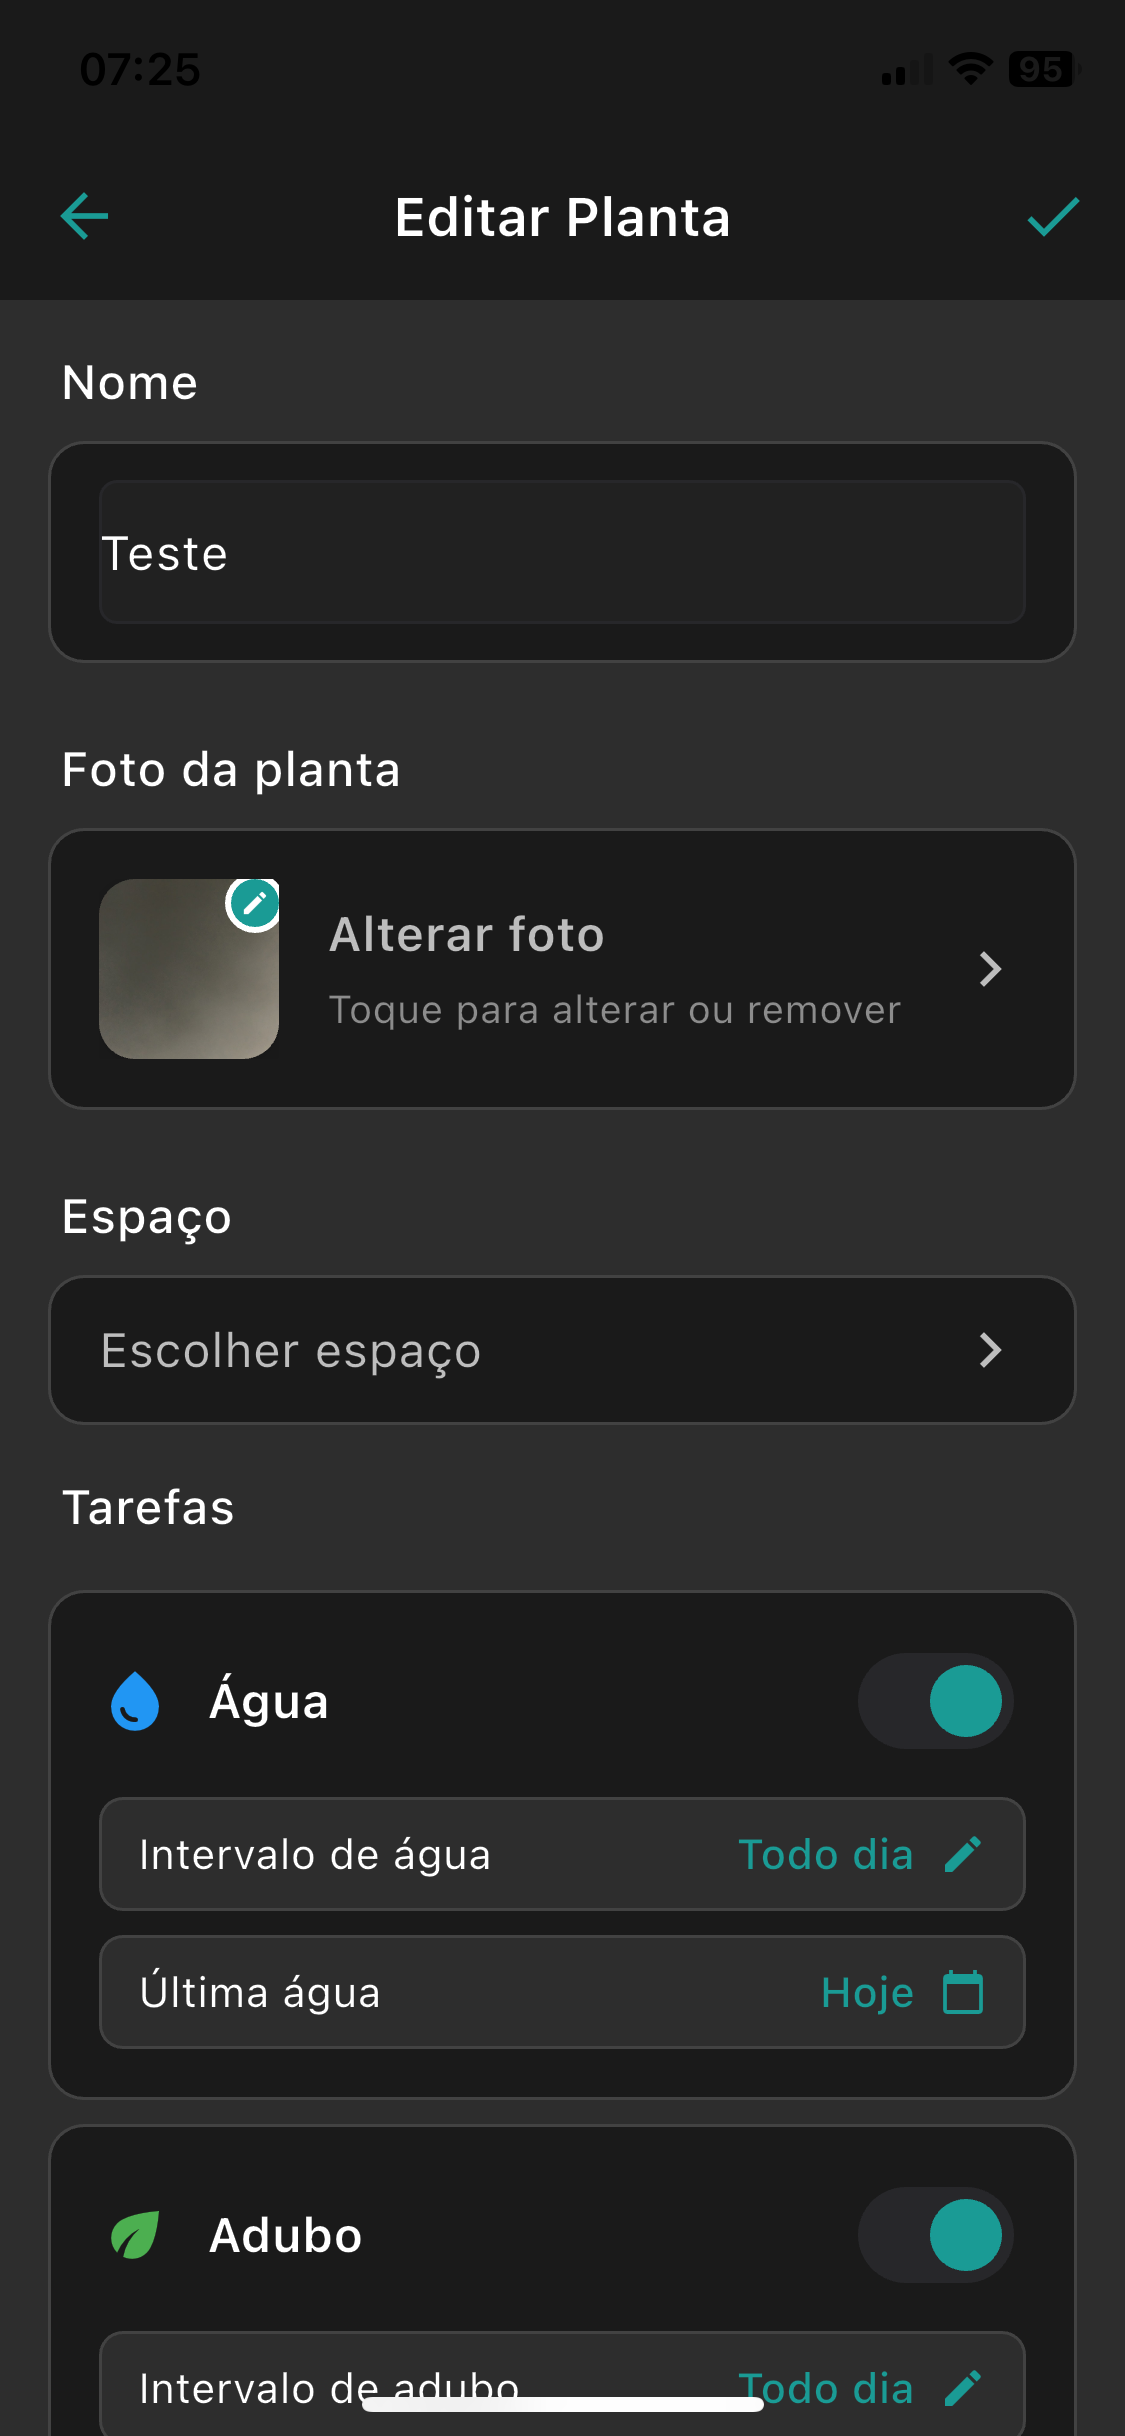 07:25
95
Editar Planta
Nome
Teste
Foto da planta
Alterar foto
Toque para alterar ou remover
Espaço
Escolher espaço
Tarefas
Água
Intervalo de água Todo dia
Última água Hoje
Adubo
Intervalo de adubo Todo dia